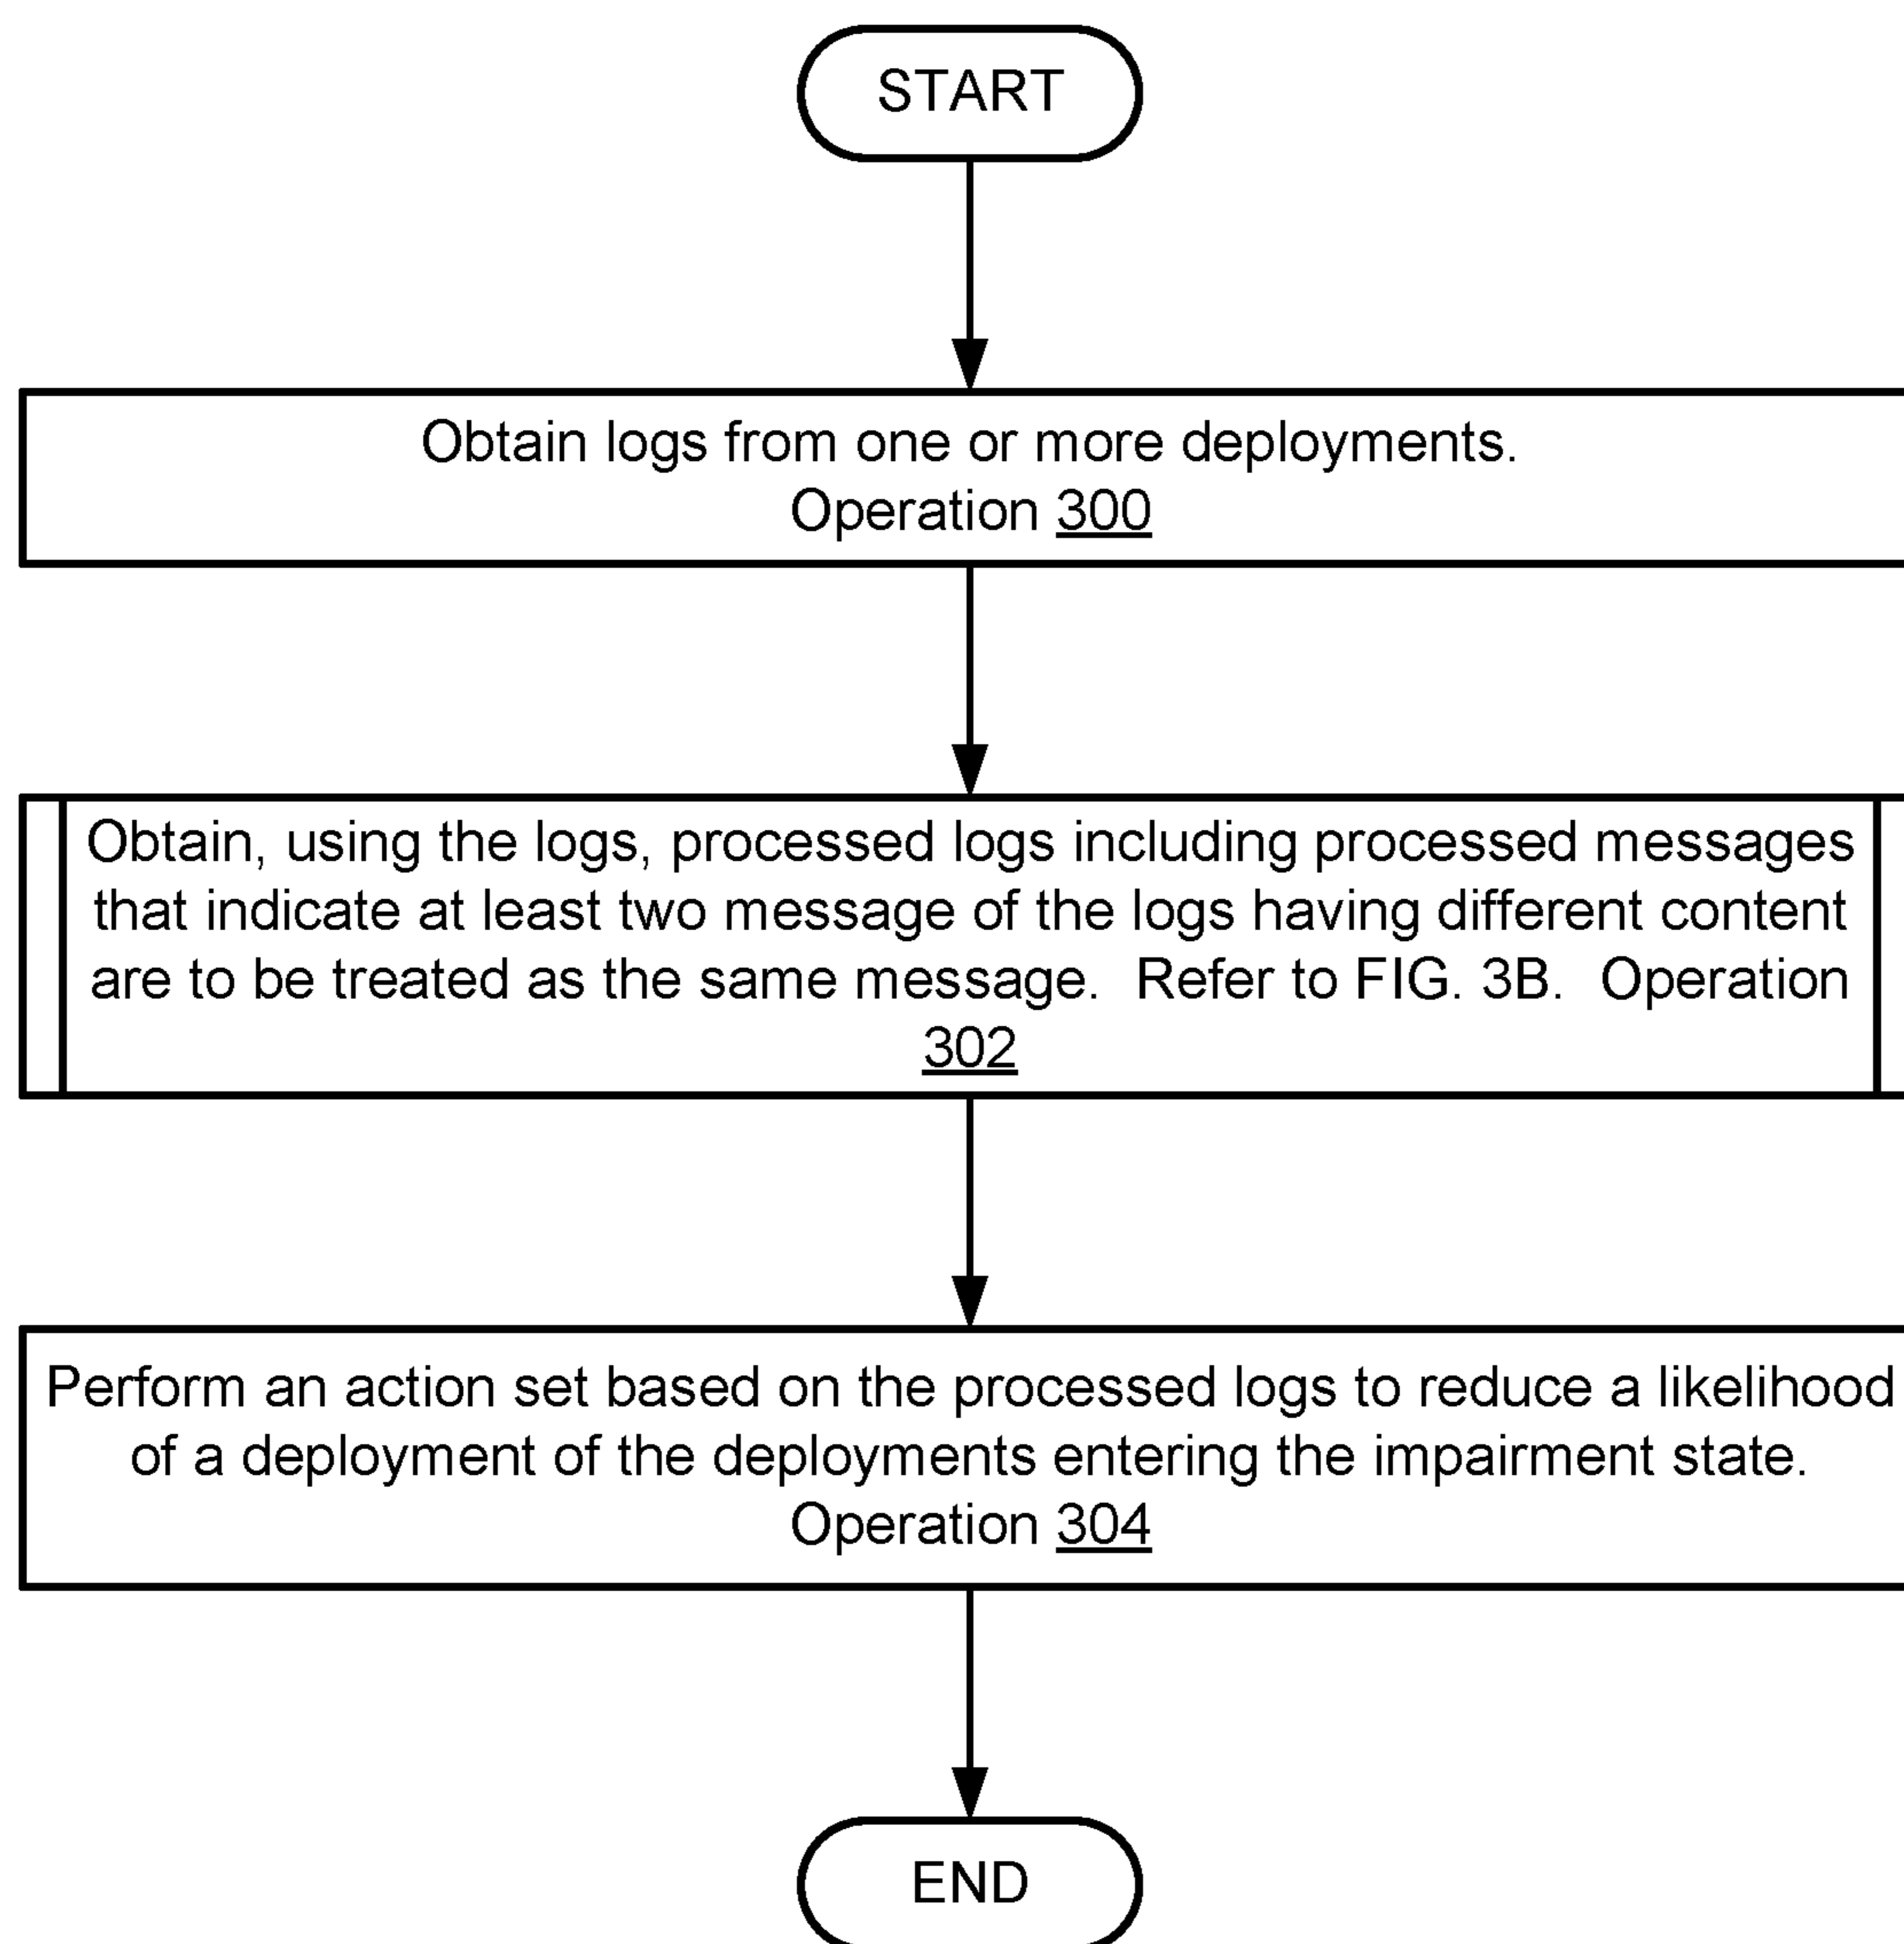 START
Obtain logs from one or more deployments.
Operation 300
Obtain, using the logs, processed logs including processed messages
that indicate at least two message of the logs having different content
are to be treated as the same message.  Refer to FIG. 3B.  Operation
302
Perform an action set based on the processed logs to reduce a likelihood
of a deployment of the deployments entering the impairment state.
Operation 304
END